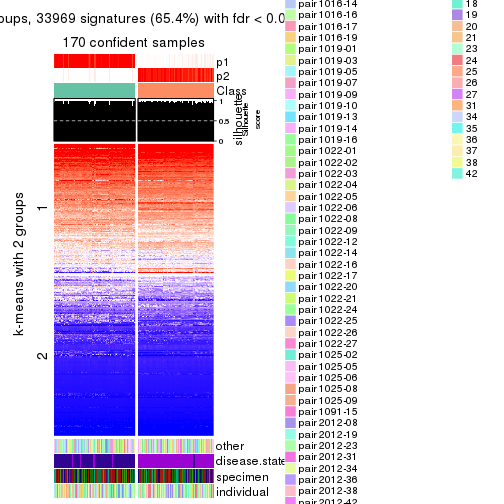 oups, 33969 signatures (65.4%) with fdr < 0.0
170 confident samples
p1
p2
Class
1
0.5
0
silhouette
Silhouette
score
k-means with 2 groups
1
2
other
disease.state
specimen
individual
pair1016-14
pair1016-16
pair1016-17
pair1016-19
pair1019-01
pair1019-03
pair1019-05
pair1019-07
pair1019-09
pair1019-10
pair1019-13
pair1019-14
pair1019-16
pair1022-01
pair1022-02
pair1022-03
pair1022-04
pair1022-05
pair1022-06
pair1022-08
pair1022-09
pair1022-12
pair1022-14
pair1022-16
pair1022-17
pair1022-20
pair1022-21
pair1022-24
pair1022-25
pair1022-26
pair1022-27
pair1025-02
pair1025-05
pair1025-06
pair1025-08
pair1025-09
pair1091-15
pair2012-08
pair2012-19
pair2012-23
pair2012-31
pair2012-34
pair2012-36
pair2012-38
pair2012-42
18
19
20
21
23
24
25
26
27
31
34
35
36
37
38
42